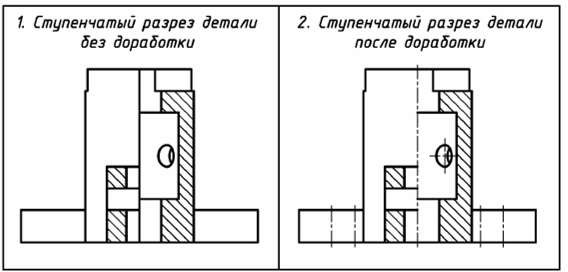 1. Ступенчатый разрез детали
без доработки
2. Ступенчатый разрез детали
после доработки